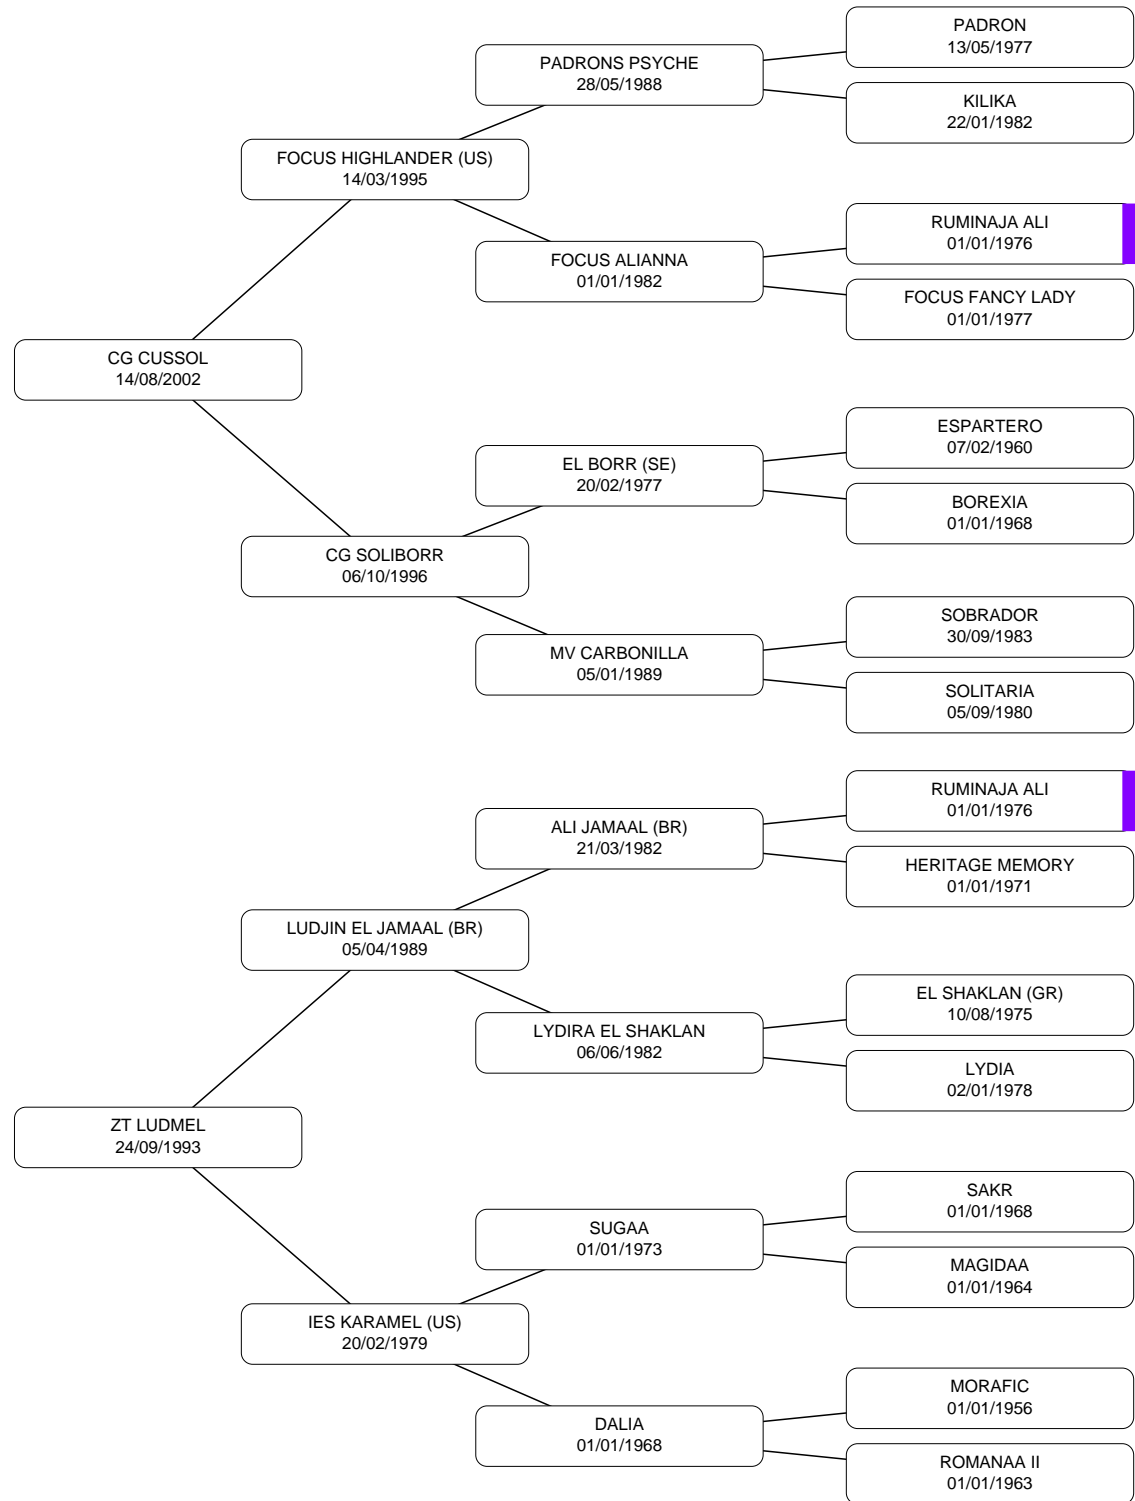 PADRON
13/05/1977
PADRONS PSYCHE
28/05/1988
KILIKA
22/01/1982
FOCUS HIGHLANDER (US)
14/03/1995
RUMINAJA ALI
01/01/1976
FOCUS ALIANNA
01/01/1982
FOCUS FANCY LADY
01/01/1977
CG CUSSOL
14/08/2002
ESPARTERO
07/02/1960
EL BORR (SE)
20/02/1977
BOREXIA
01/01/1968
CG SOLIBORR
06/10/1996
SOBRADOR
30/09/1983
MV CARBONILLA
05/01/1989
SOLITARIA
05/09/1980
RUMINAJA ALI
01/01/1976
ALI JAMAAL (BR)
21/03/1982
HERITAGE MEMORY
01/01/1971
LUDJIN EL JAMAAL (BR)
05/04/1989
EL SHAKLAN (GR)
10/08/1975
LYDIRA EL SHAKLAN
06/06/1982
LYDIA
02/01/1978
ZT LUDMEL
24/09/1993
SAKR
01/01/1968
SUGAA
01/01/1973
MAGIDAA
01/01/1964
IES KARAMEL (US)
20/02/1979
MORAFIC
01/01/1956
DALIA
01/01/1968
ROMANAA II
01/01/1963